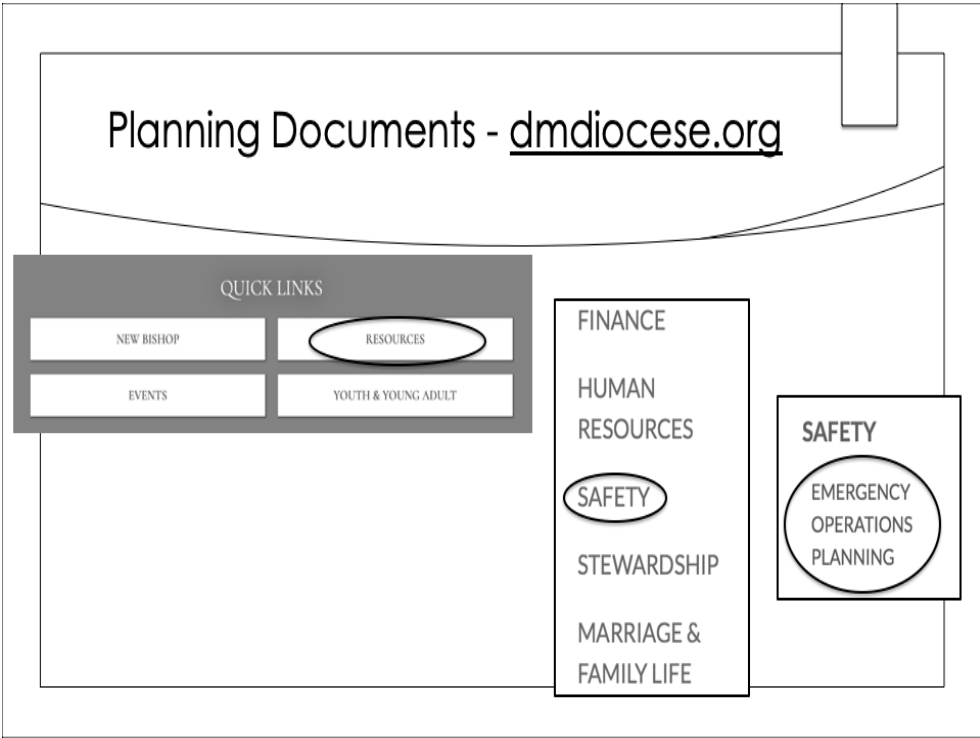 Planning Documents - dmdiocese.org
QUICK LINKS
NEW BISHOP
RESOURCES
EVENTS
YOUTH & YOUNG ADULT
FINANCE
HUMAN
RESOURCES
SAFETY
STEWARDSHIP
MARRIAGE &
FAMILY LIFE
SAFETY
EMERGENCY
OPERATIONS
PLANNING